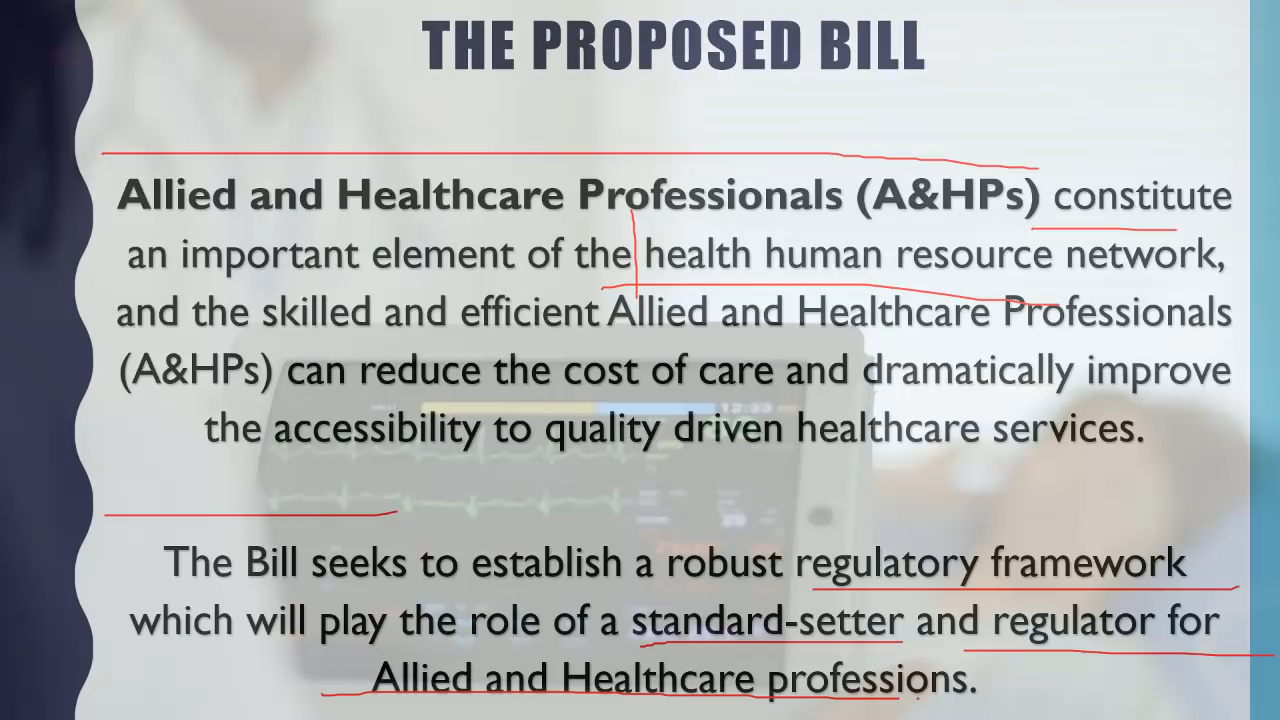 THE PROPOSED BILL
Allied and Healthcare Professionals (A&HPs) constitute
an important element of the health human resource network,
and the skilled and efficient Allied and Healthcare Professionals
(A&HPs) can reduce the cost of care and dramatically improve
the accessibility to quality driven healthcare services.
The Bill seeks to establish a robust regulatory framework
which will play the role of a standard-setter and regulator for
Allied and Healthcare professions.